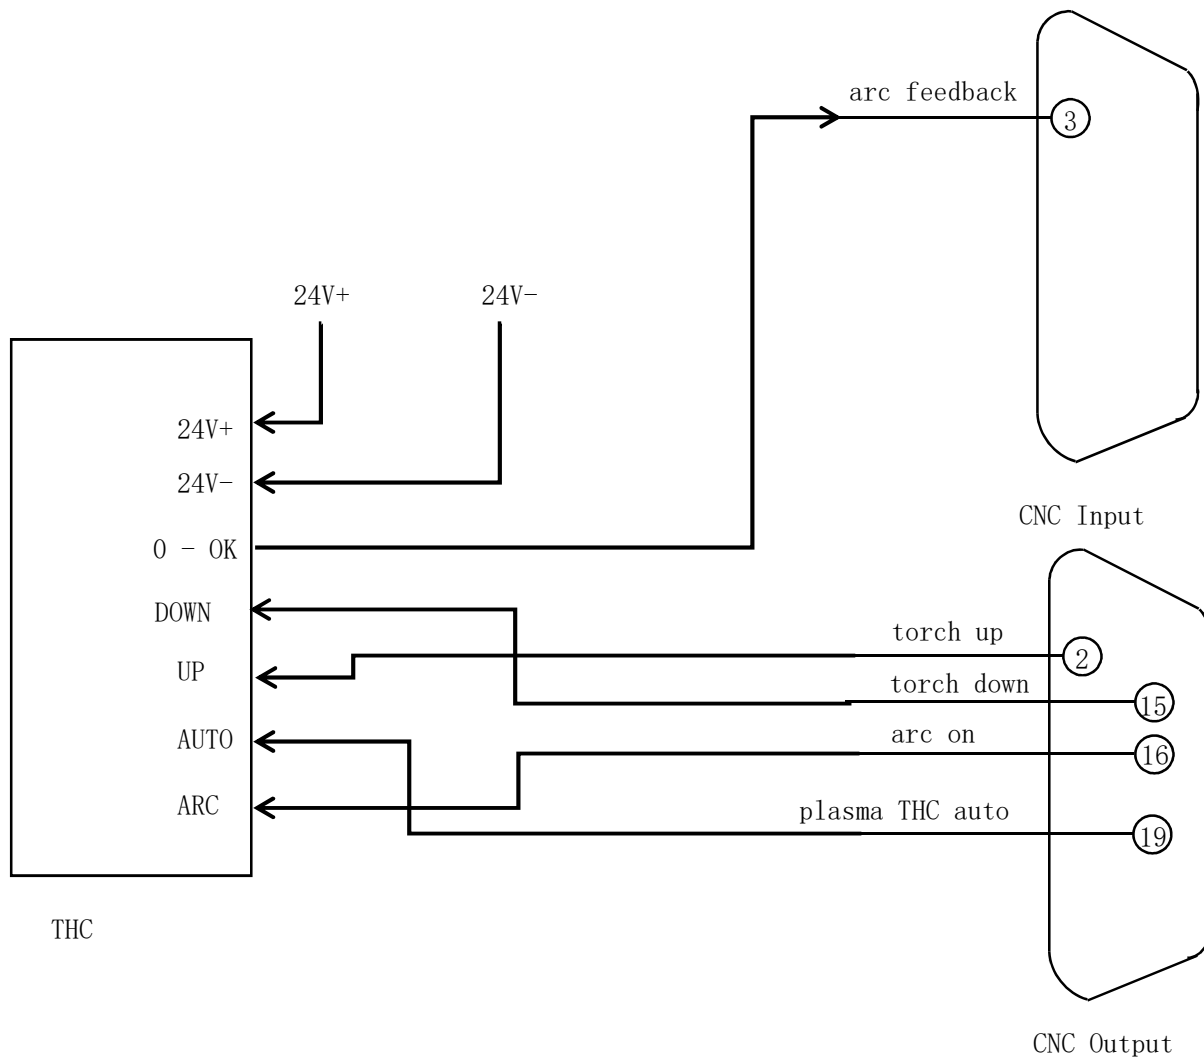 arc feedback
3
24V+
24V-
24V+
24V-
O - OK
CNC Input
DOWN
torch up
2
UP
torch down
15
AUTO
arc on
16
ARC
plasma THC auto
19
THC
CNC Output